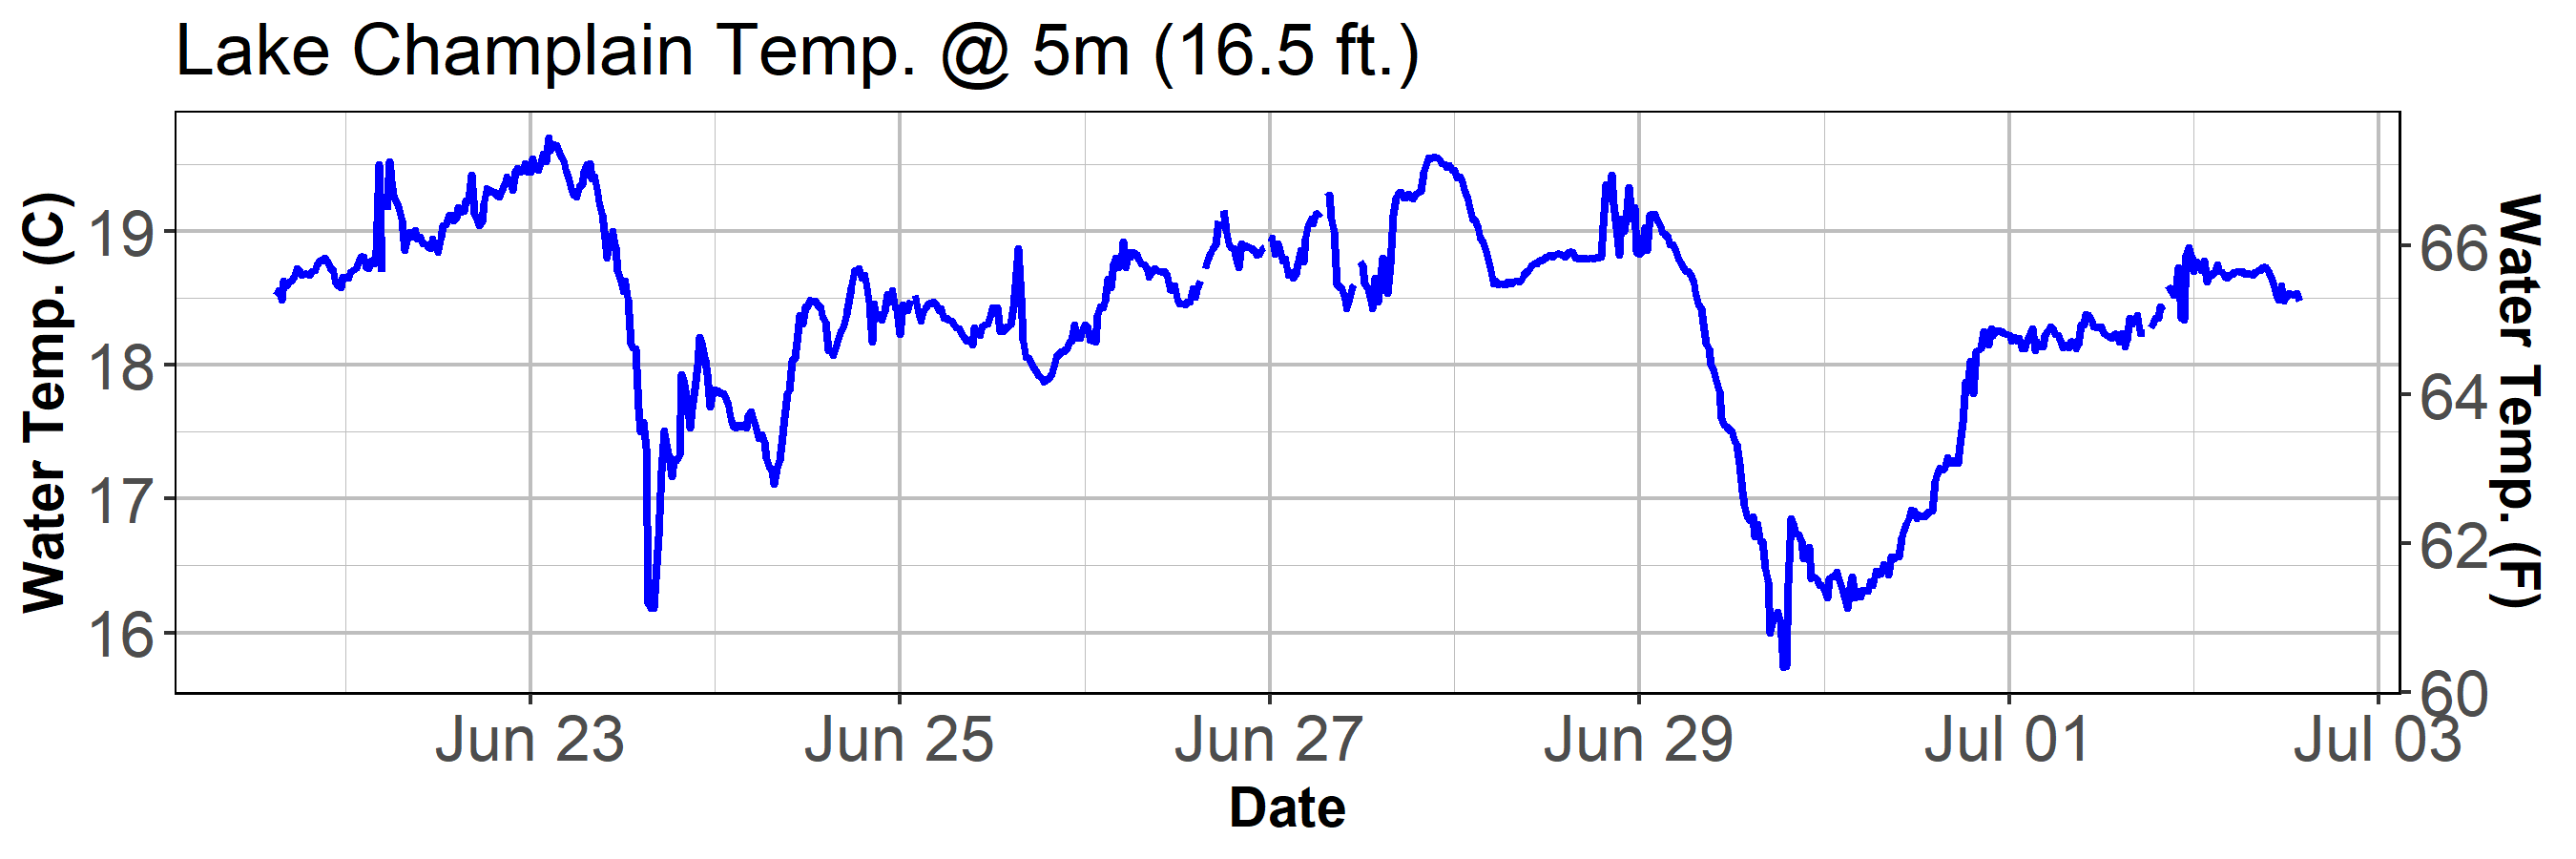 Lake Champlain Temp. @ 5m (16.5 ft.)
Water Temp. (C)
19
18
17
16
66
64
62
60
Water Temp. (F)
Jun 23 Jun 25 Jun 27 Jun 29 Jul 01 Jul 03
Date